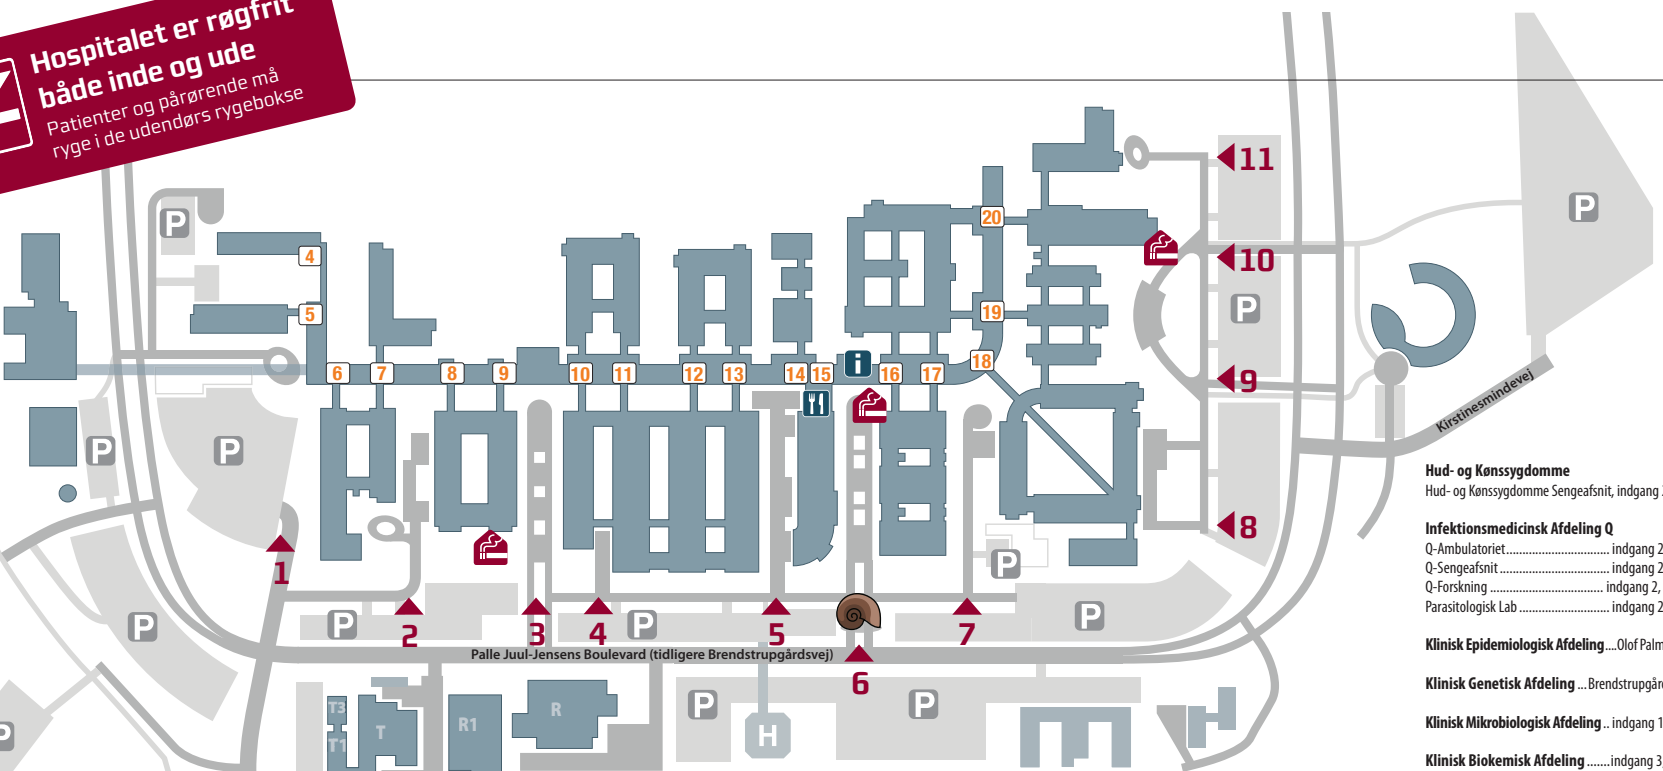 Hospitalet er røgfrit
både inde og ude
Patienter og pårørende må
ryge i de udendørs rygebokse
11
P
20
P
4
10
5
19
P
i
18
6
7
8
9
10
11
12
13
14
15
16
17
9
Kirstinesmindevej
P
P
8
P
1
P
P
2
3
4
P
5
7
P
Palle Juul-Jensens Boulevard (tidligere Brendstrupgårdsvej)
6
P
P
P
T3
T1
T
R1
R
H
Hud- og Kønssygdomme
Hud- og Kønssygdomme Sengeafsnit, indgang
Infektionsmedicinsk Afdeling Q
Q-Ambulatoriet................................ indgang 2
Q-Sengeafsnit.................................. indgang 2
Q-Forskning ................................... indgang 2,
Parasitologisk Lab ............................ indgang 2
Klinisk Epidemiologisk Afdeling....Olof Palm
Klinisk Genetisk Afdeling ...Brendstrupgår
Klinisk Mikrobiologisk Afdeling.. indgang 1
Klinisk Biokemisk Afdeling.......indgang 3,